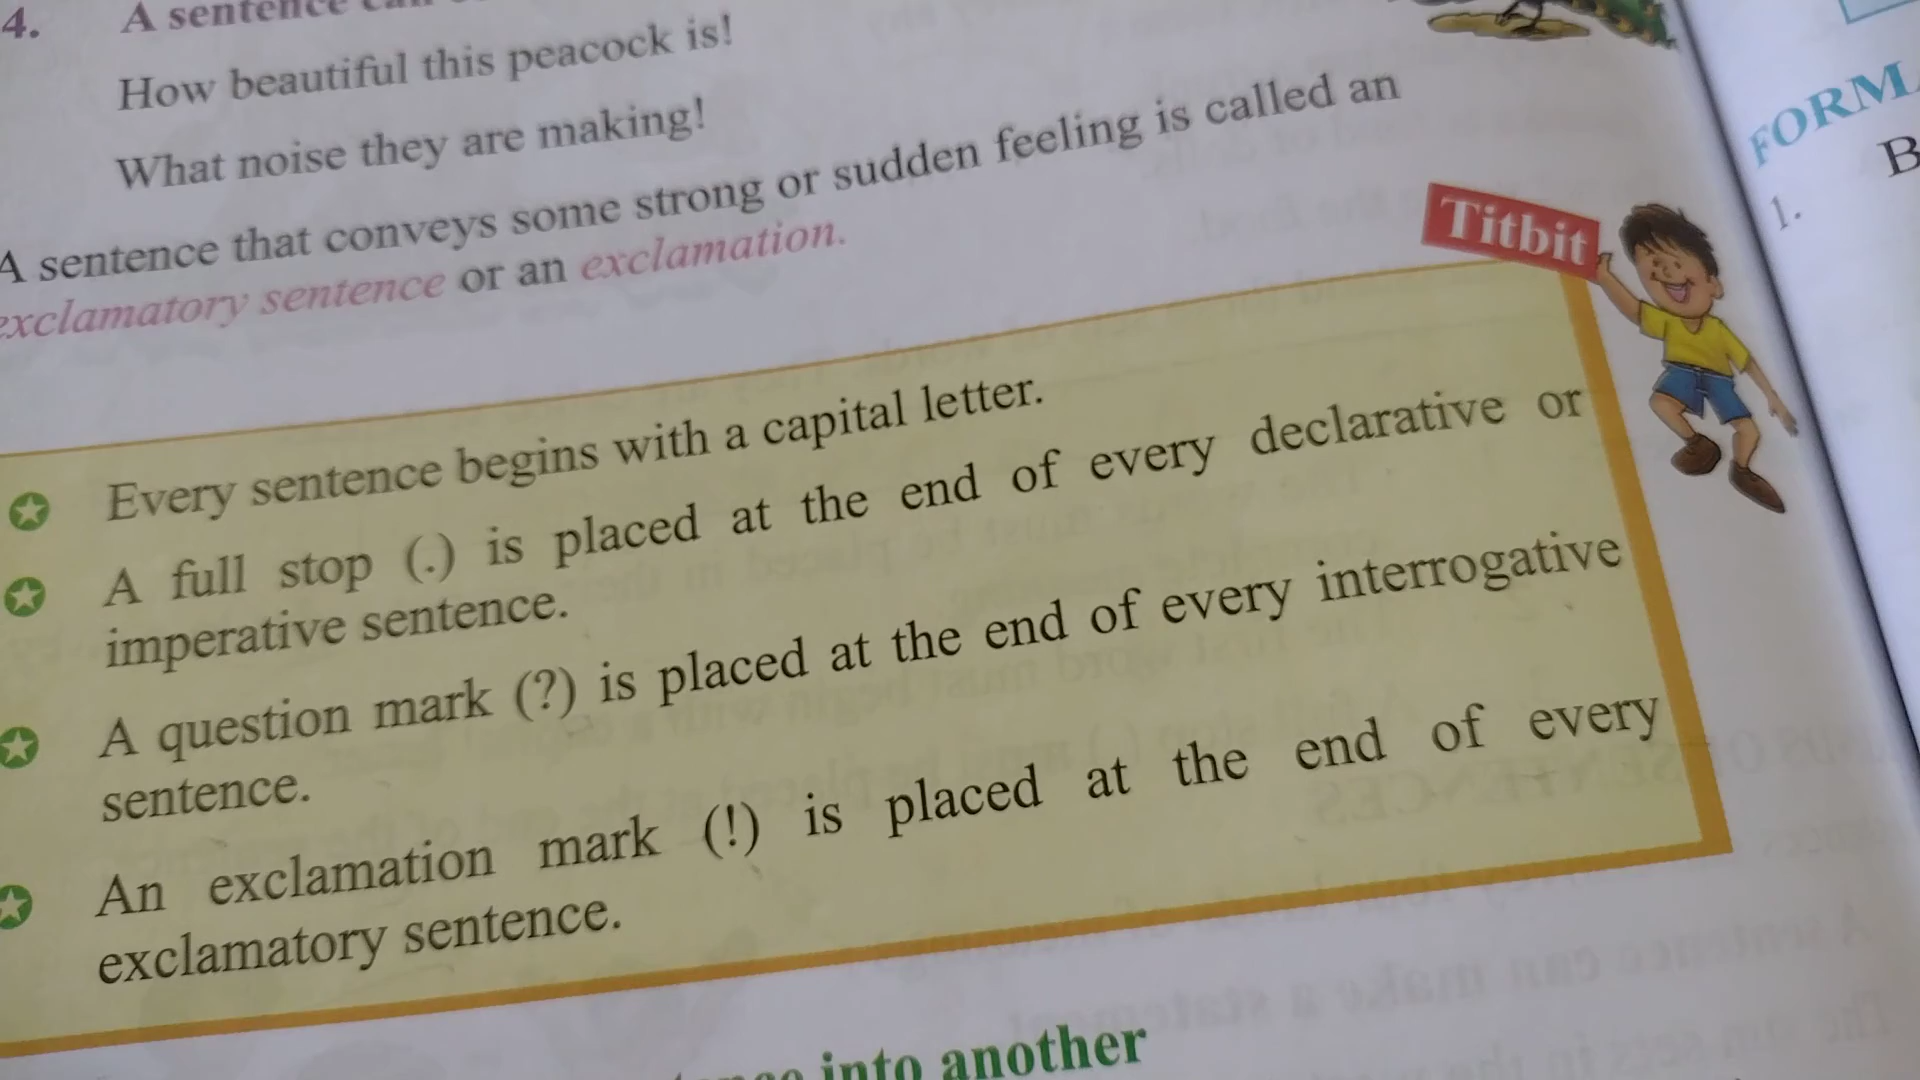 4. A sentence
How beautiful this peacock is!
What noise they are making!
A sentence that conveys some strong or sudden feeling is called an
exclamatory sentence or an exclamation.
Titbit
Every sentence begins with a capital letter.
A full stop (.) is placed at the end of every declarative or
imperative sentence.
A question mark (?) is placed at the end of every interrogative
sentence.
An exclamation mark (!) is placed at the end of every
exclamatory sentence.
into another
FORM
1. B